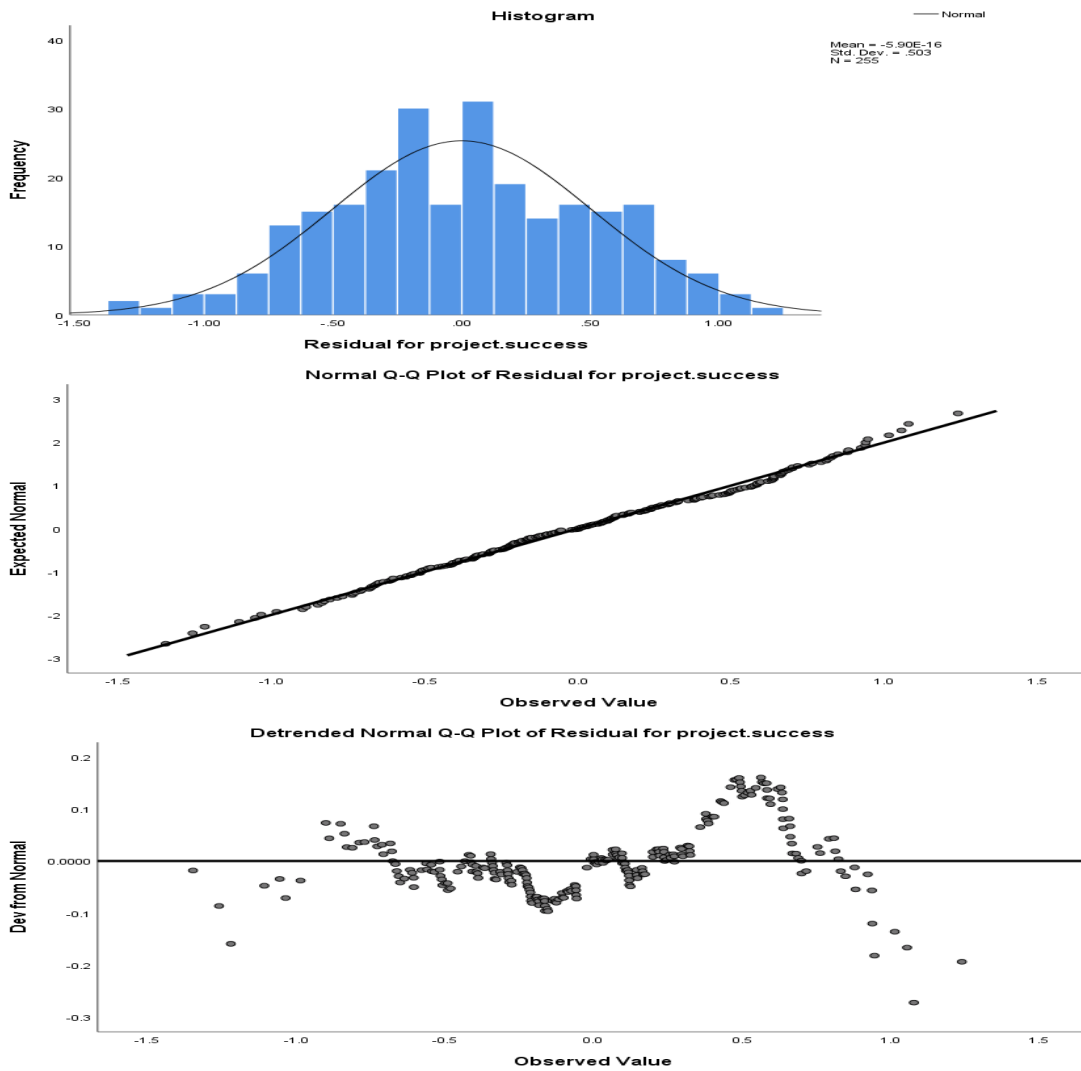 Histogram
Normal
Mean = -5.90E-16
Std. Dev. = .503
N = 255
Frequency
40
30
20
10
0
-1.50
-1.00
-.50
.00
.50
1.00
Residual for project.success
Normal Q-Q Plot of Residual for project.success
Expected Normal
3
2
1
0
-1
-2
-3
-1.5
-1.0
-0.5
0.0
0.5
1.0
1.5
Observed Value
Detrended Normal Q-Q Plot of Residual for project.success
Dev from Normal
0.2
0.1
0.0000
-0.1
-0.2
-0.3
-1.5
-1.0
-0.5
0.0
0.5
1.0
1.5
Observed Value